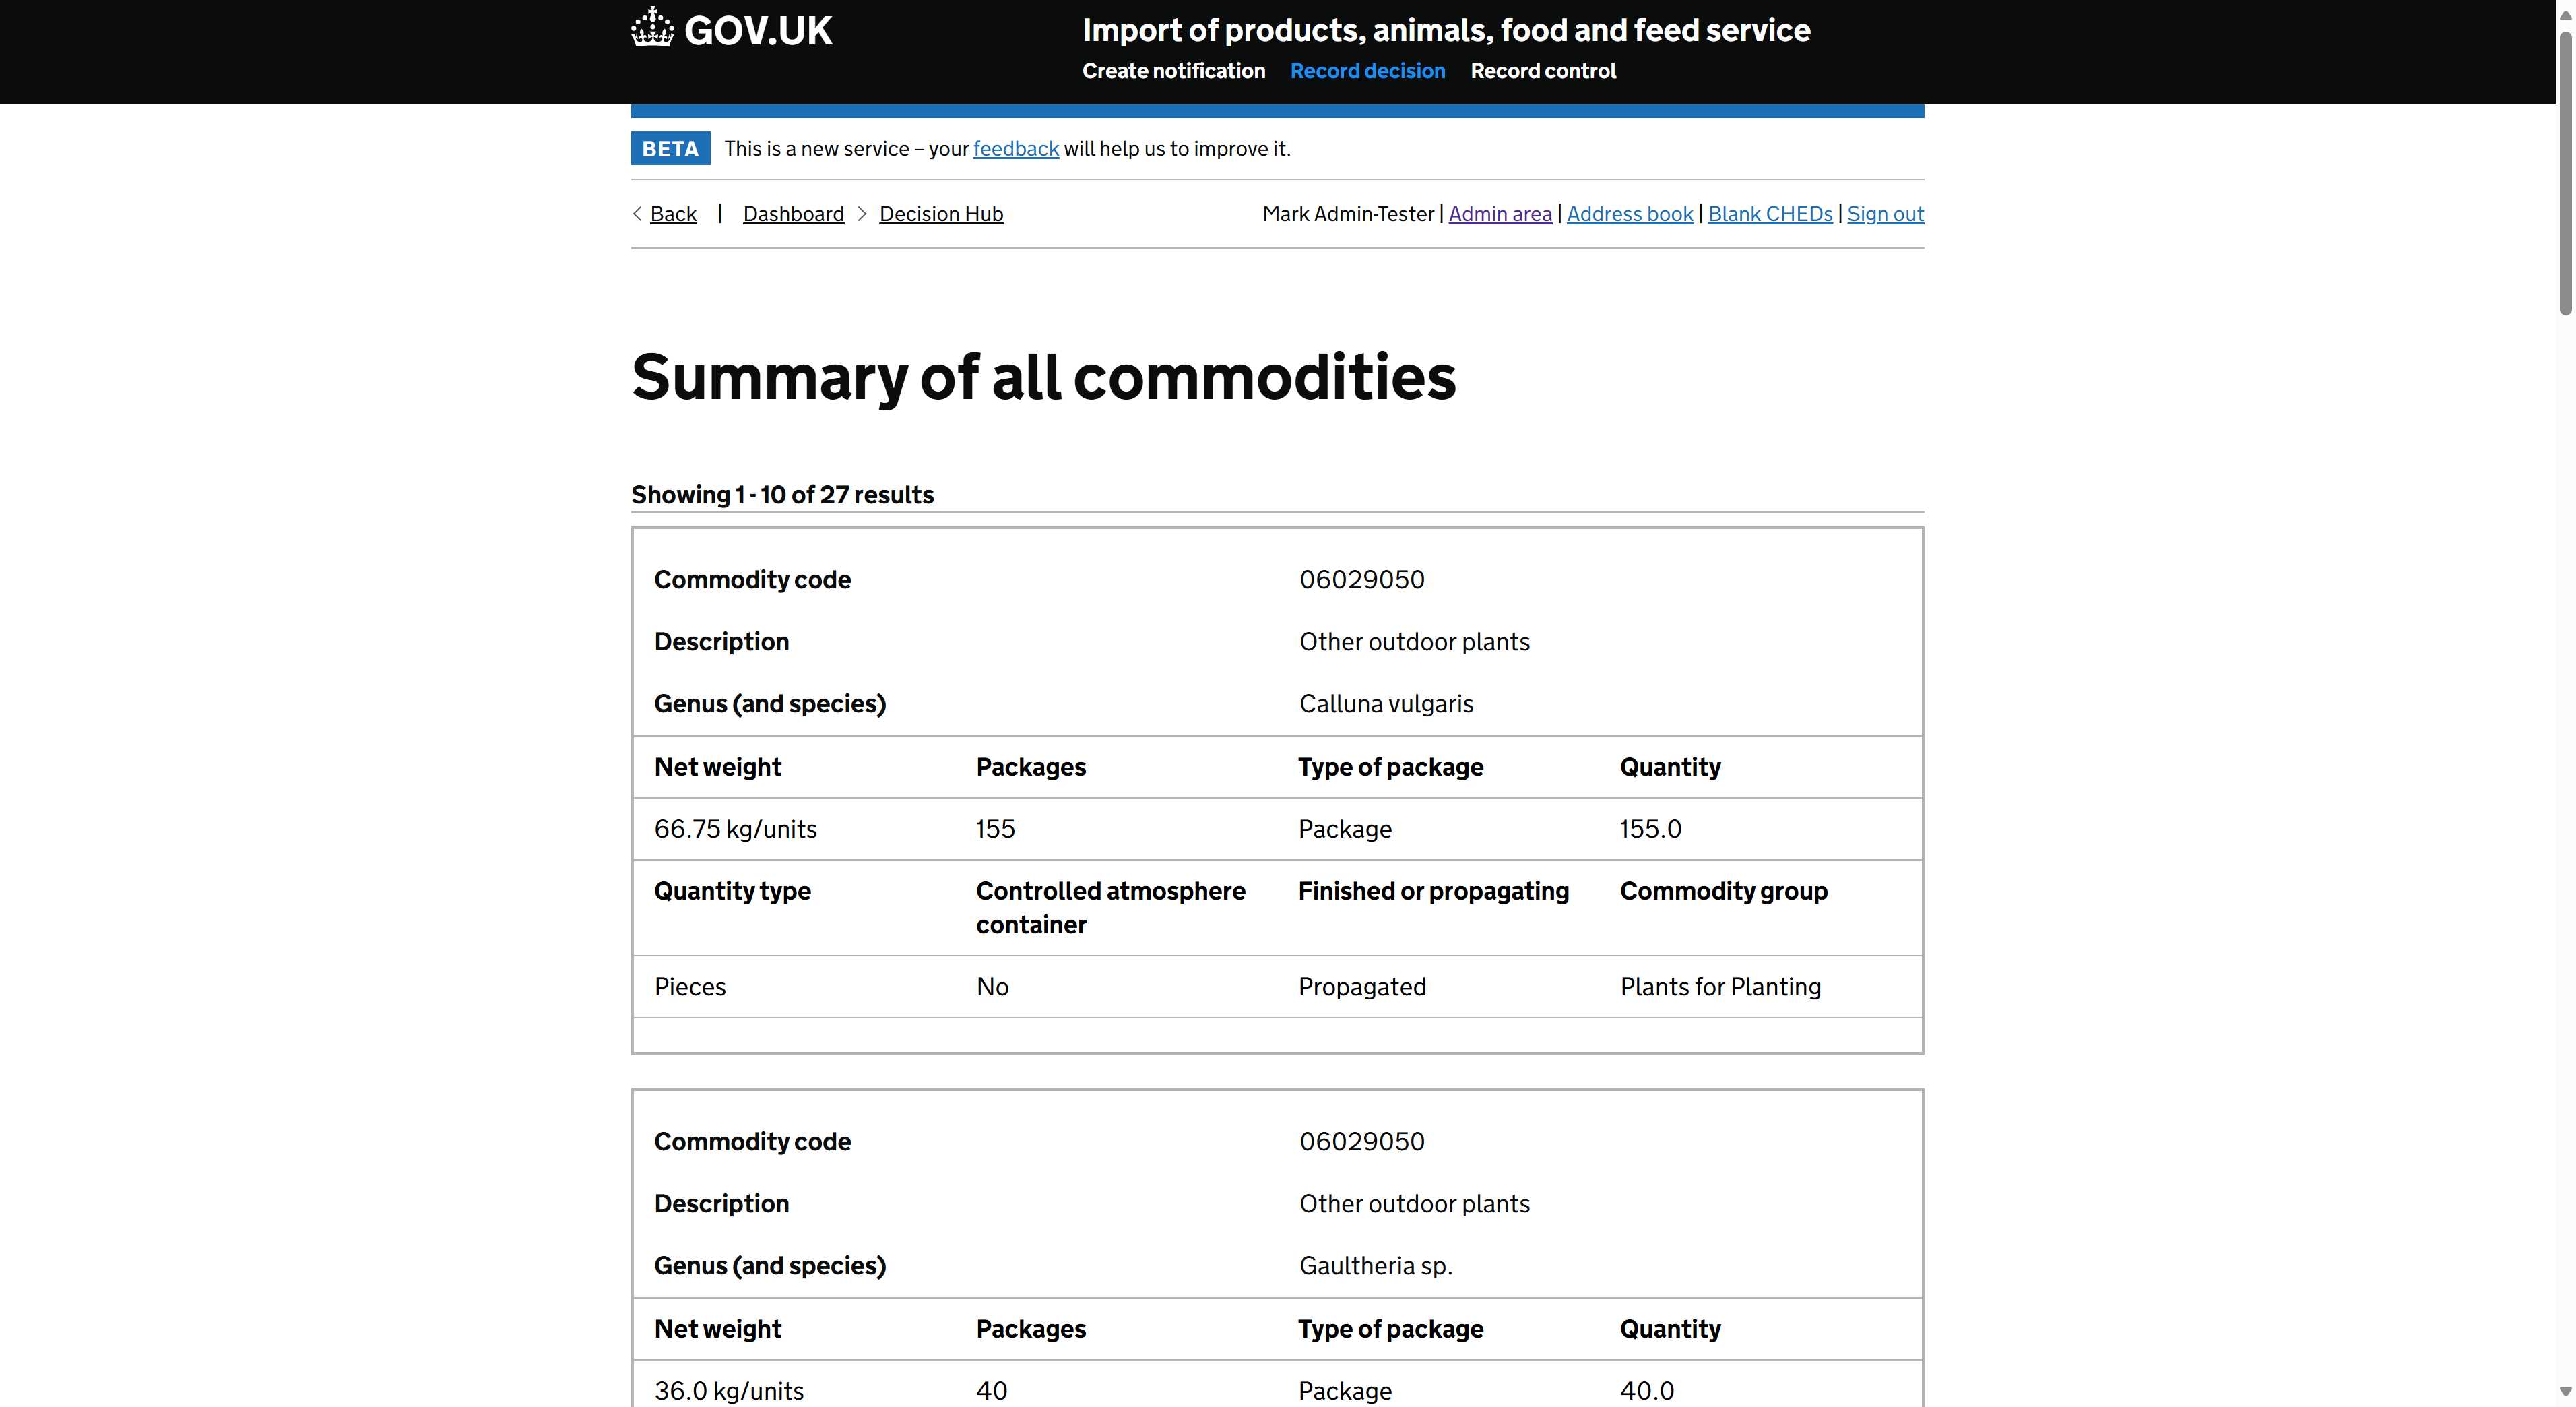 GOV.UK
Import of products, animals, food and feed service
Create notification Record decision Record control
BETA This is a new service – your feedback will help us to improve it.
Back | Dashboard > Decision Hub
Mark Admin-Tester | Admin area | Address book | Blank CHEDs | Sign out
Summary of all commodities
Showing 1 - 10 of 27 results
Commodity code 06029050
Description Other outdoor plants
Genus (and species) Calluna vulgaris
Net weight Packages Type of package Quantity
66.75 kg/units 155 Package 155.0
Quantity type Controlled atmosphere container Finished or propagating Commodity group
Pieces No Propagated Plants for Planting
Commodity code 06029050
Description Other outdoor plants
Genus (and species) Gaultheria sp.
Net weight Packages Type of package Quantity
36.0 kg/units 40 Package 40.0